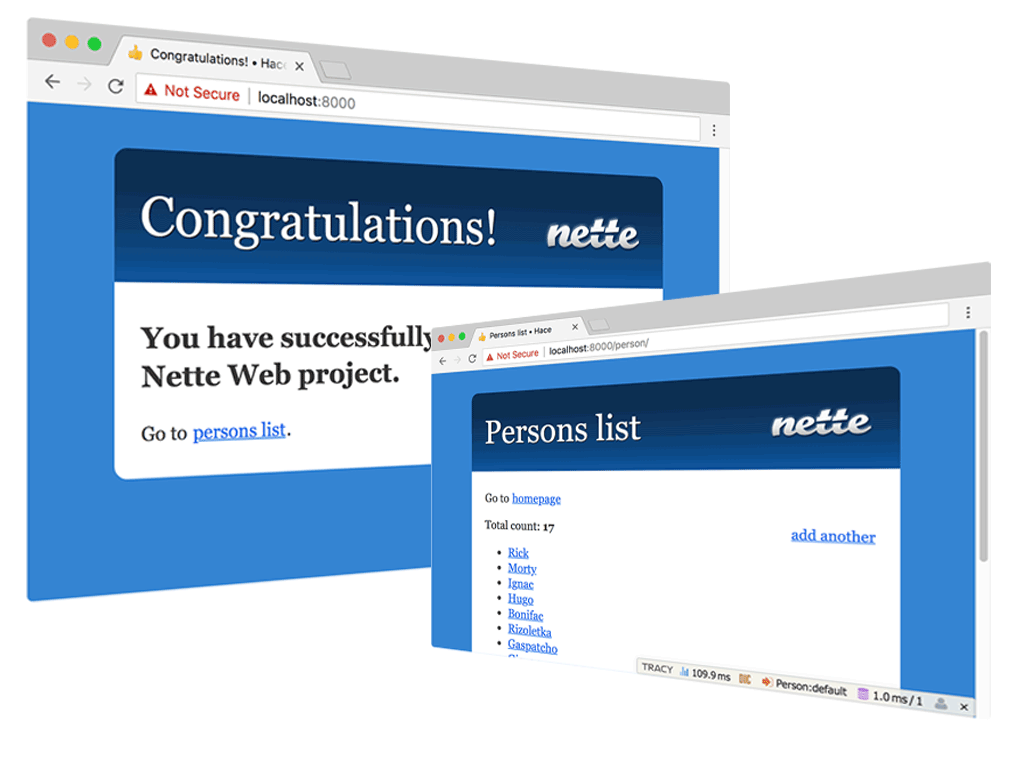 Congratulations! • Hac
Not Secure | localhost:8000
Congratulations!
nette
You have successfully
Nette Web project.
Go to persons list.
Persons list • Hace
Not Secure | localhost:8000/person/
Persons list
nette
Go to homepage
Total count: 17
add another
• Rick
• Morty
• Ignac
• Hugo
• Bonifac
• Rizoletka
• Gaspatcho
TRACY 109.9 ms Person:default 1.0 ms / 1